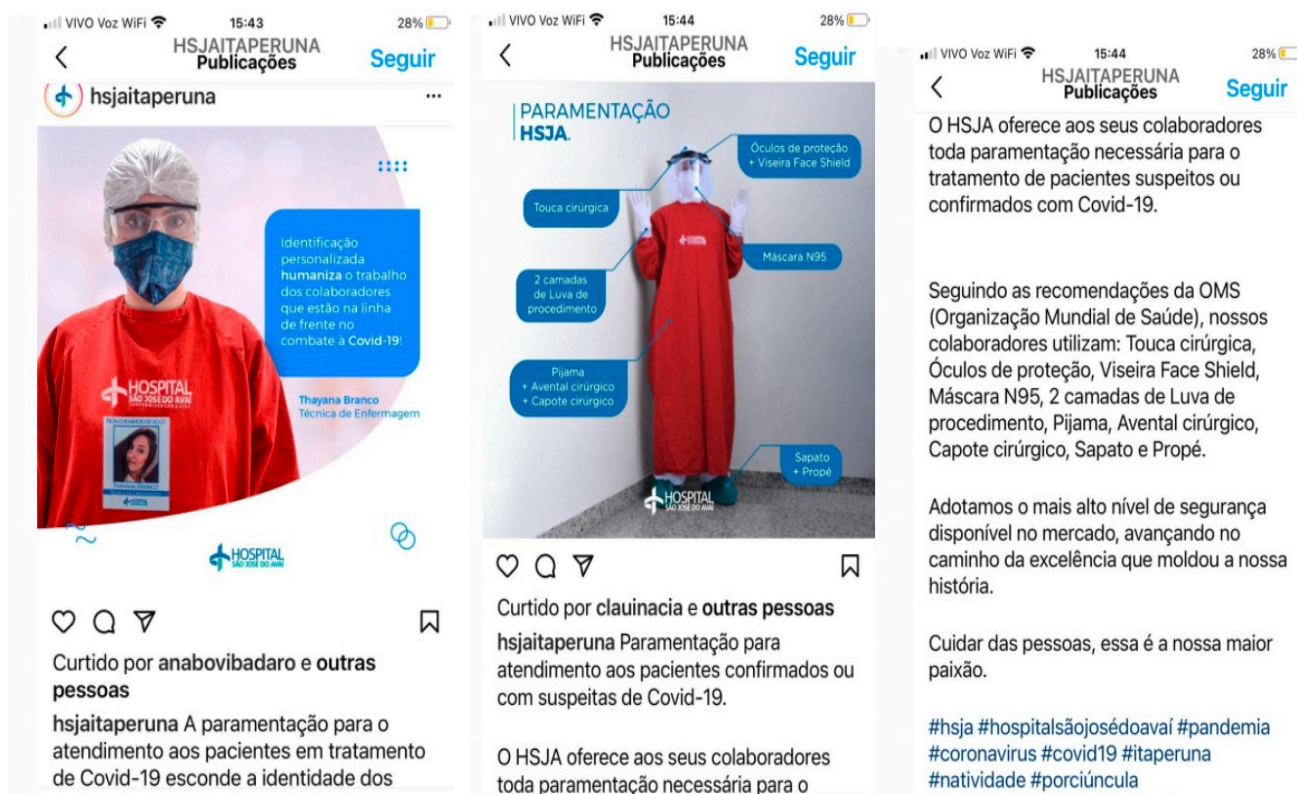 VIVO Voz WiFi 15:43 28%
HSJAITAPERUNA
Publicações
Seguir
hsjaitaperuna
Identificação
personalizada
humaniza o trabalho
dos colaboradores
que estão na linha
de frente no
combate à Covid-19!
Thayana Branco
Técnica de Enfermagem
HOSPITAL
SÃO JOSÉ DO AVAÍ
THAYANA BRANCO
HOSPITAL
SÃO JOSÉ DO AVAÍ
Curtido por anabovibadaro e outras
pessoas
hsjaitaperuna A paramentação para o
atendimento aos pacientes em tratamento
de Covid-19 esconde a identidade dos
VIVO Voz WiFi 15:44 28%
HSJAITAPERUNA
Publicações
Seguir
PARAMENTAÇÃO
HSJA.
Óculos de proteção
+ Viseira Face Shield
Touca cirúrgica
Máscara N95
2 camadas
de Luva de
procedimento
Pijama
+ Avental cirúrgico
+ Capote cirúrgico
Sapato
+ Propé
HOSPITAL
SÃO JOSÉ DO AVAÍ
Curtido por clauinacia e outras pessoas
hsjaitaperuna Paramentação para
atendimento aos pacientes confirmados ou
com suspeitas de Covid-19.
O HSJA oferece aos seus colaboradores
toda paramentação necessária para o
VIVO Voz WiFi 15:44 28%
HSJAITAPERUNA
Publicações
Seguir
O HSJA oferece aos seus colaboradores
toda paramentação necessária para o
tratamento de pacientes suspeitos ou
confirmados com Covid-19.
Seguindo as recomendações da OMS
(Organização Mundial de Saúde), nossos
colaboradores utilizam: Touca cirúrgica,
Óculos de proteção, Viseira Face Shield,
Máscara N95, 2 camadas de Luva de
procedimento, Pijama, Avental cirúrgico,
Capote cirúrgico, Sapato e Propé.
Adotamos o mais alto nível de segurança
disponível no mercado, avançando no
caminho da excelência que moldou a nossa
história.
Cuidar das pessoas, essa é a nossa maior
paixão.
#hsja #hospitalsãojosédoavaí #pandemia
#coronavirus #covid19 #itaperuna
#natividade #porciúncula